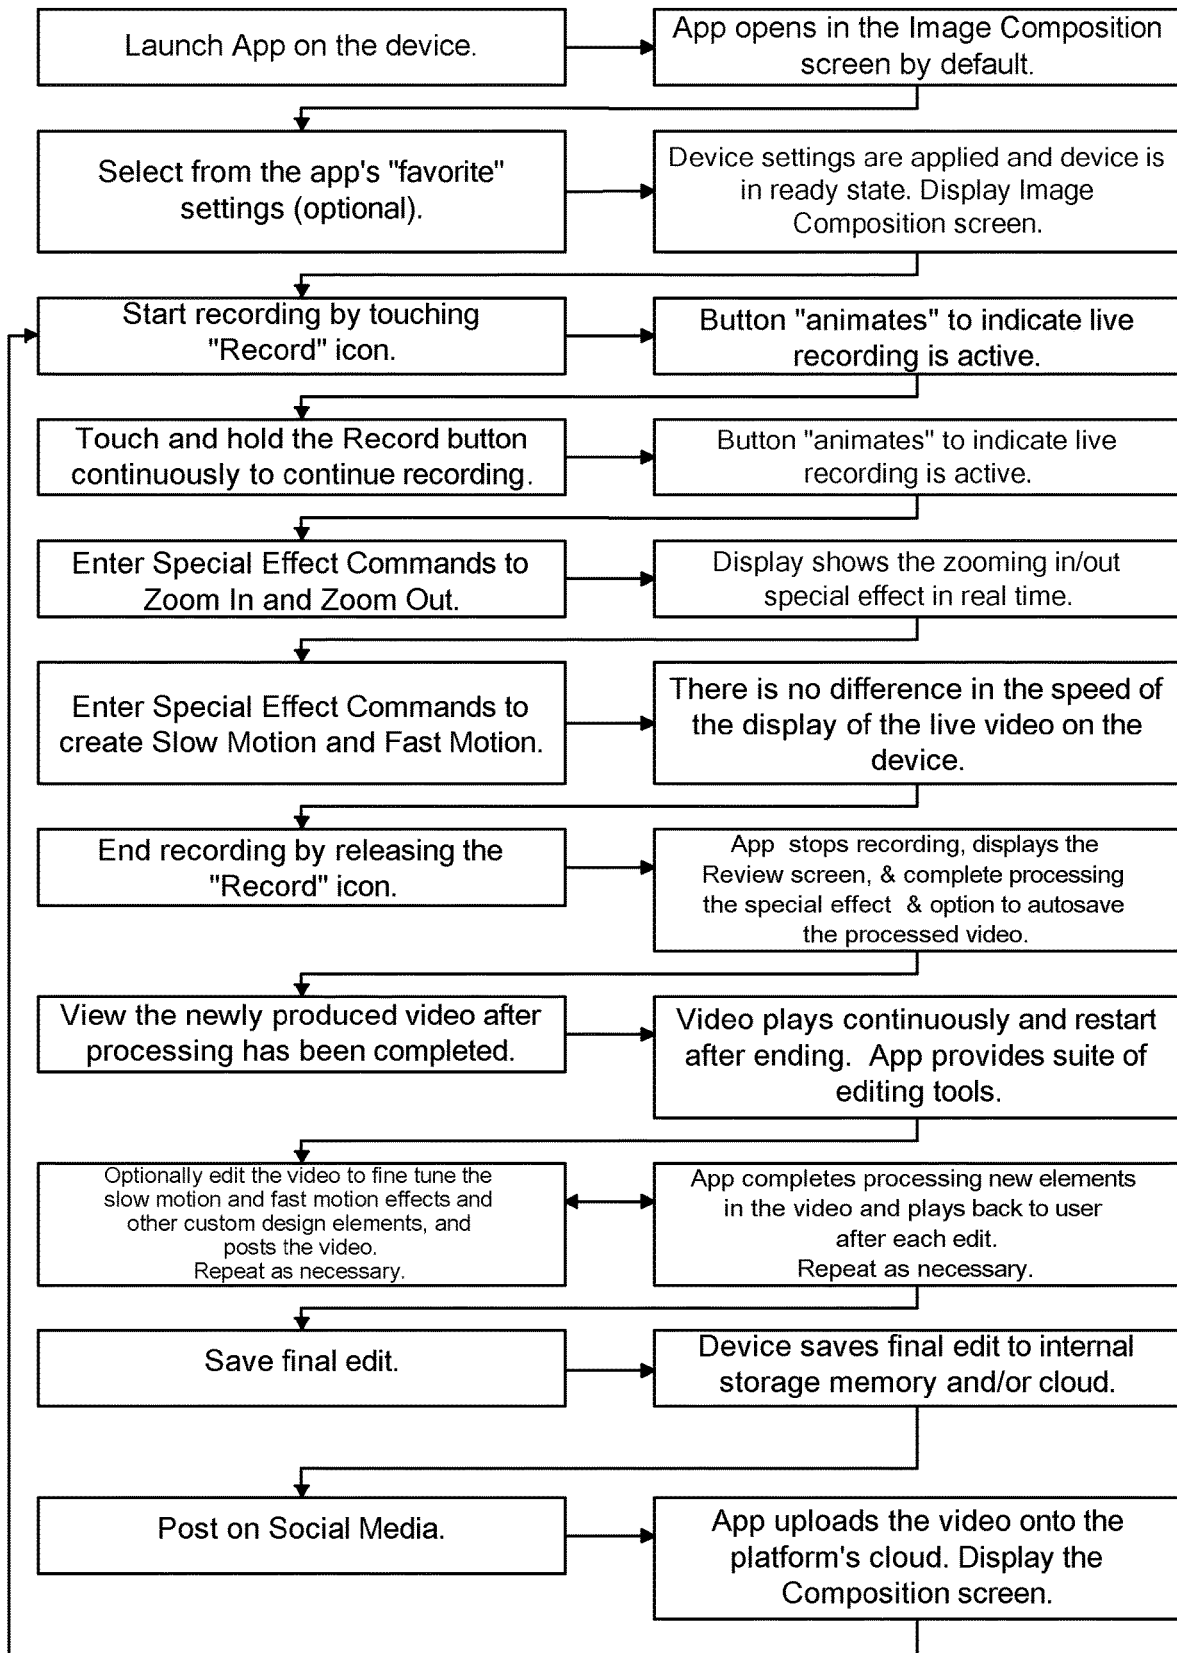 Launch App on the device.
App opens in the Image Composition
screen by default.
Select from the app's "favorite"
settings (optional).
Device settings are applied and device is
in ready state. Display Image
Composition screen.
Start recording by touching
"Record" icon.
Button "animates" to indicate live
recording is active.
Touch and hold the Record button
continuously to continue recording.
Button "animates" to indicate live
recording is active.
Enter Special Effect Commands to
Zoom In and Zoom Out.
Display shows the zooming in/out
special effect in real time.
Enter Special Effect Commands to
create Slow Motion and Fast Motion.
There is no difference in the speed of
the display of the live video on the
device.
End recording by releasing the
"Record" icon.
App stops recording, displays the
Review screen, & complete processing
the special effect & option to autosave
the processed video.
View the newly produced video after
processing has been completed.
Video plays continuously and restart
after ending. App provides suite of
editing tools.
Optionally edit the video to fine tune the
slow motion and fast motion effects and
other custom design elements, and
posts the video.
Repeat as necessary.
App completes processing new elements
in the video and plays back to user
after each edit.
Repeat as necessary.
Save final edit.
Device saves final edit to internal
storage memory and/or cloud.
Post on Social Media.
App uploads the video onto the
platform's cloud. Display the
Composition screen.